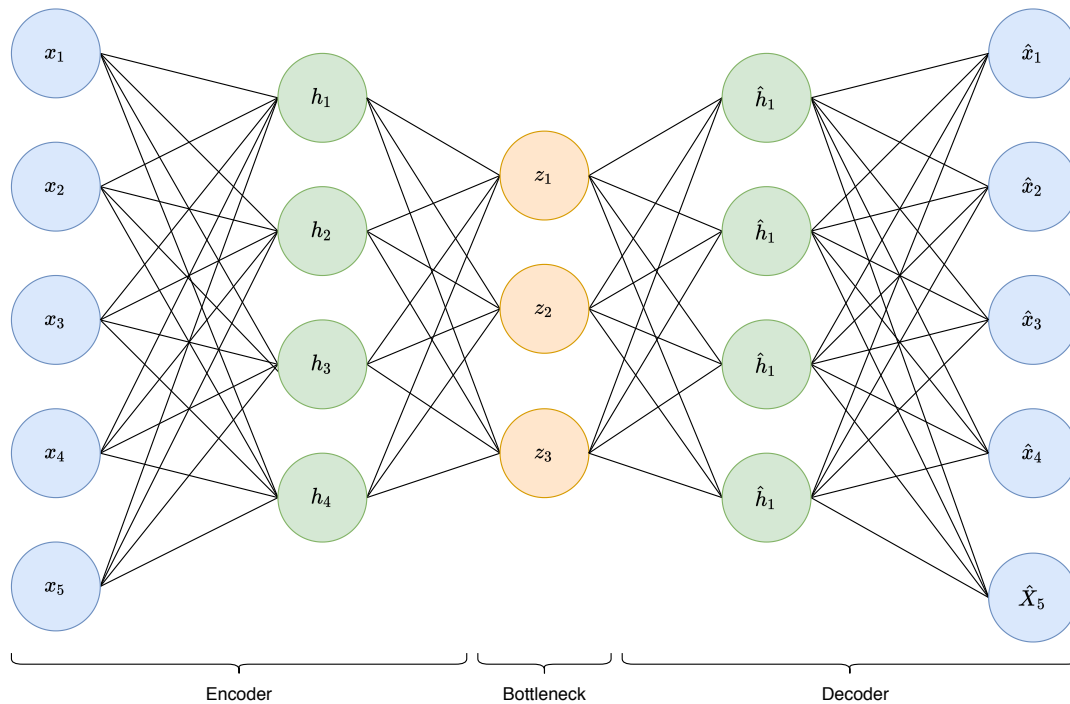 x₁
x₂
x₃
x₄
x₅
h₁
h₂
h₃
h₄
z₁
z₂
z₃
ĥ₁
ĥ₁
ĥ₁
ĥ₁
x̂₁
x̂₂
x̂₃
x̂₄
X̂₅
Encoder
Bottleneck
Decoder